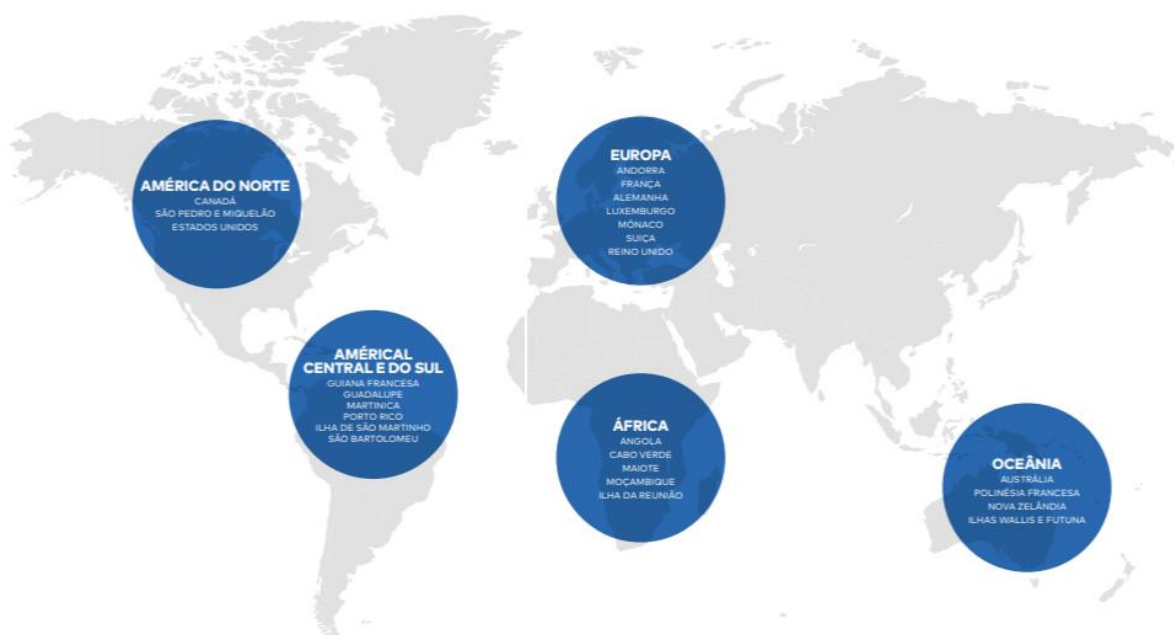 AMÉRICA DO NORTE
CANADÁ
SÃO PEDRO E MIQUELÃO
ESTADOS UNIDOS
EUROPA
ANDORRA
FRANÇA
ALEMANHA
LUXEMBURGO
MÓNACO
SUIÇA
REINO UNIDO
AMÉRICAL
CENTRAL E DO SUL
GUIANA FRANCESA
GUADALUPE
MARTINICA
PORTO RICO
ILHA DE SÃO MARTINHO
SÃO BARTOLOMEU
ÁFRICA
ANGOLA
CABO VERDE
MAIOTE
MOÇAMBIQUE
ILHA DA REUNIÃO
OCEÂNIA
AUSTRÁLIA
POLINÉSIA FRANCESA
NOVA ZELÂNDIA
ILHAS WALLIS E FUTUNA